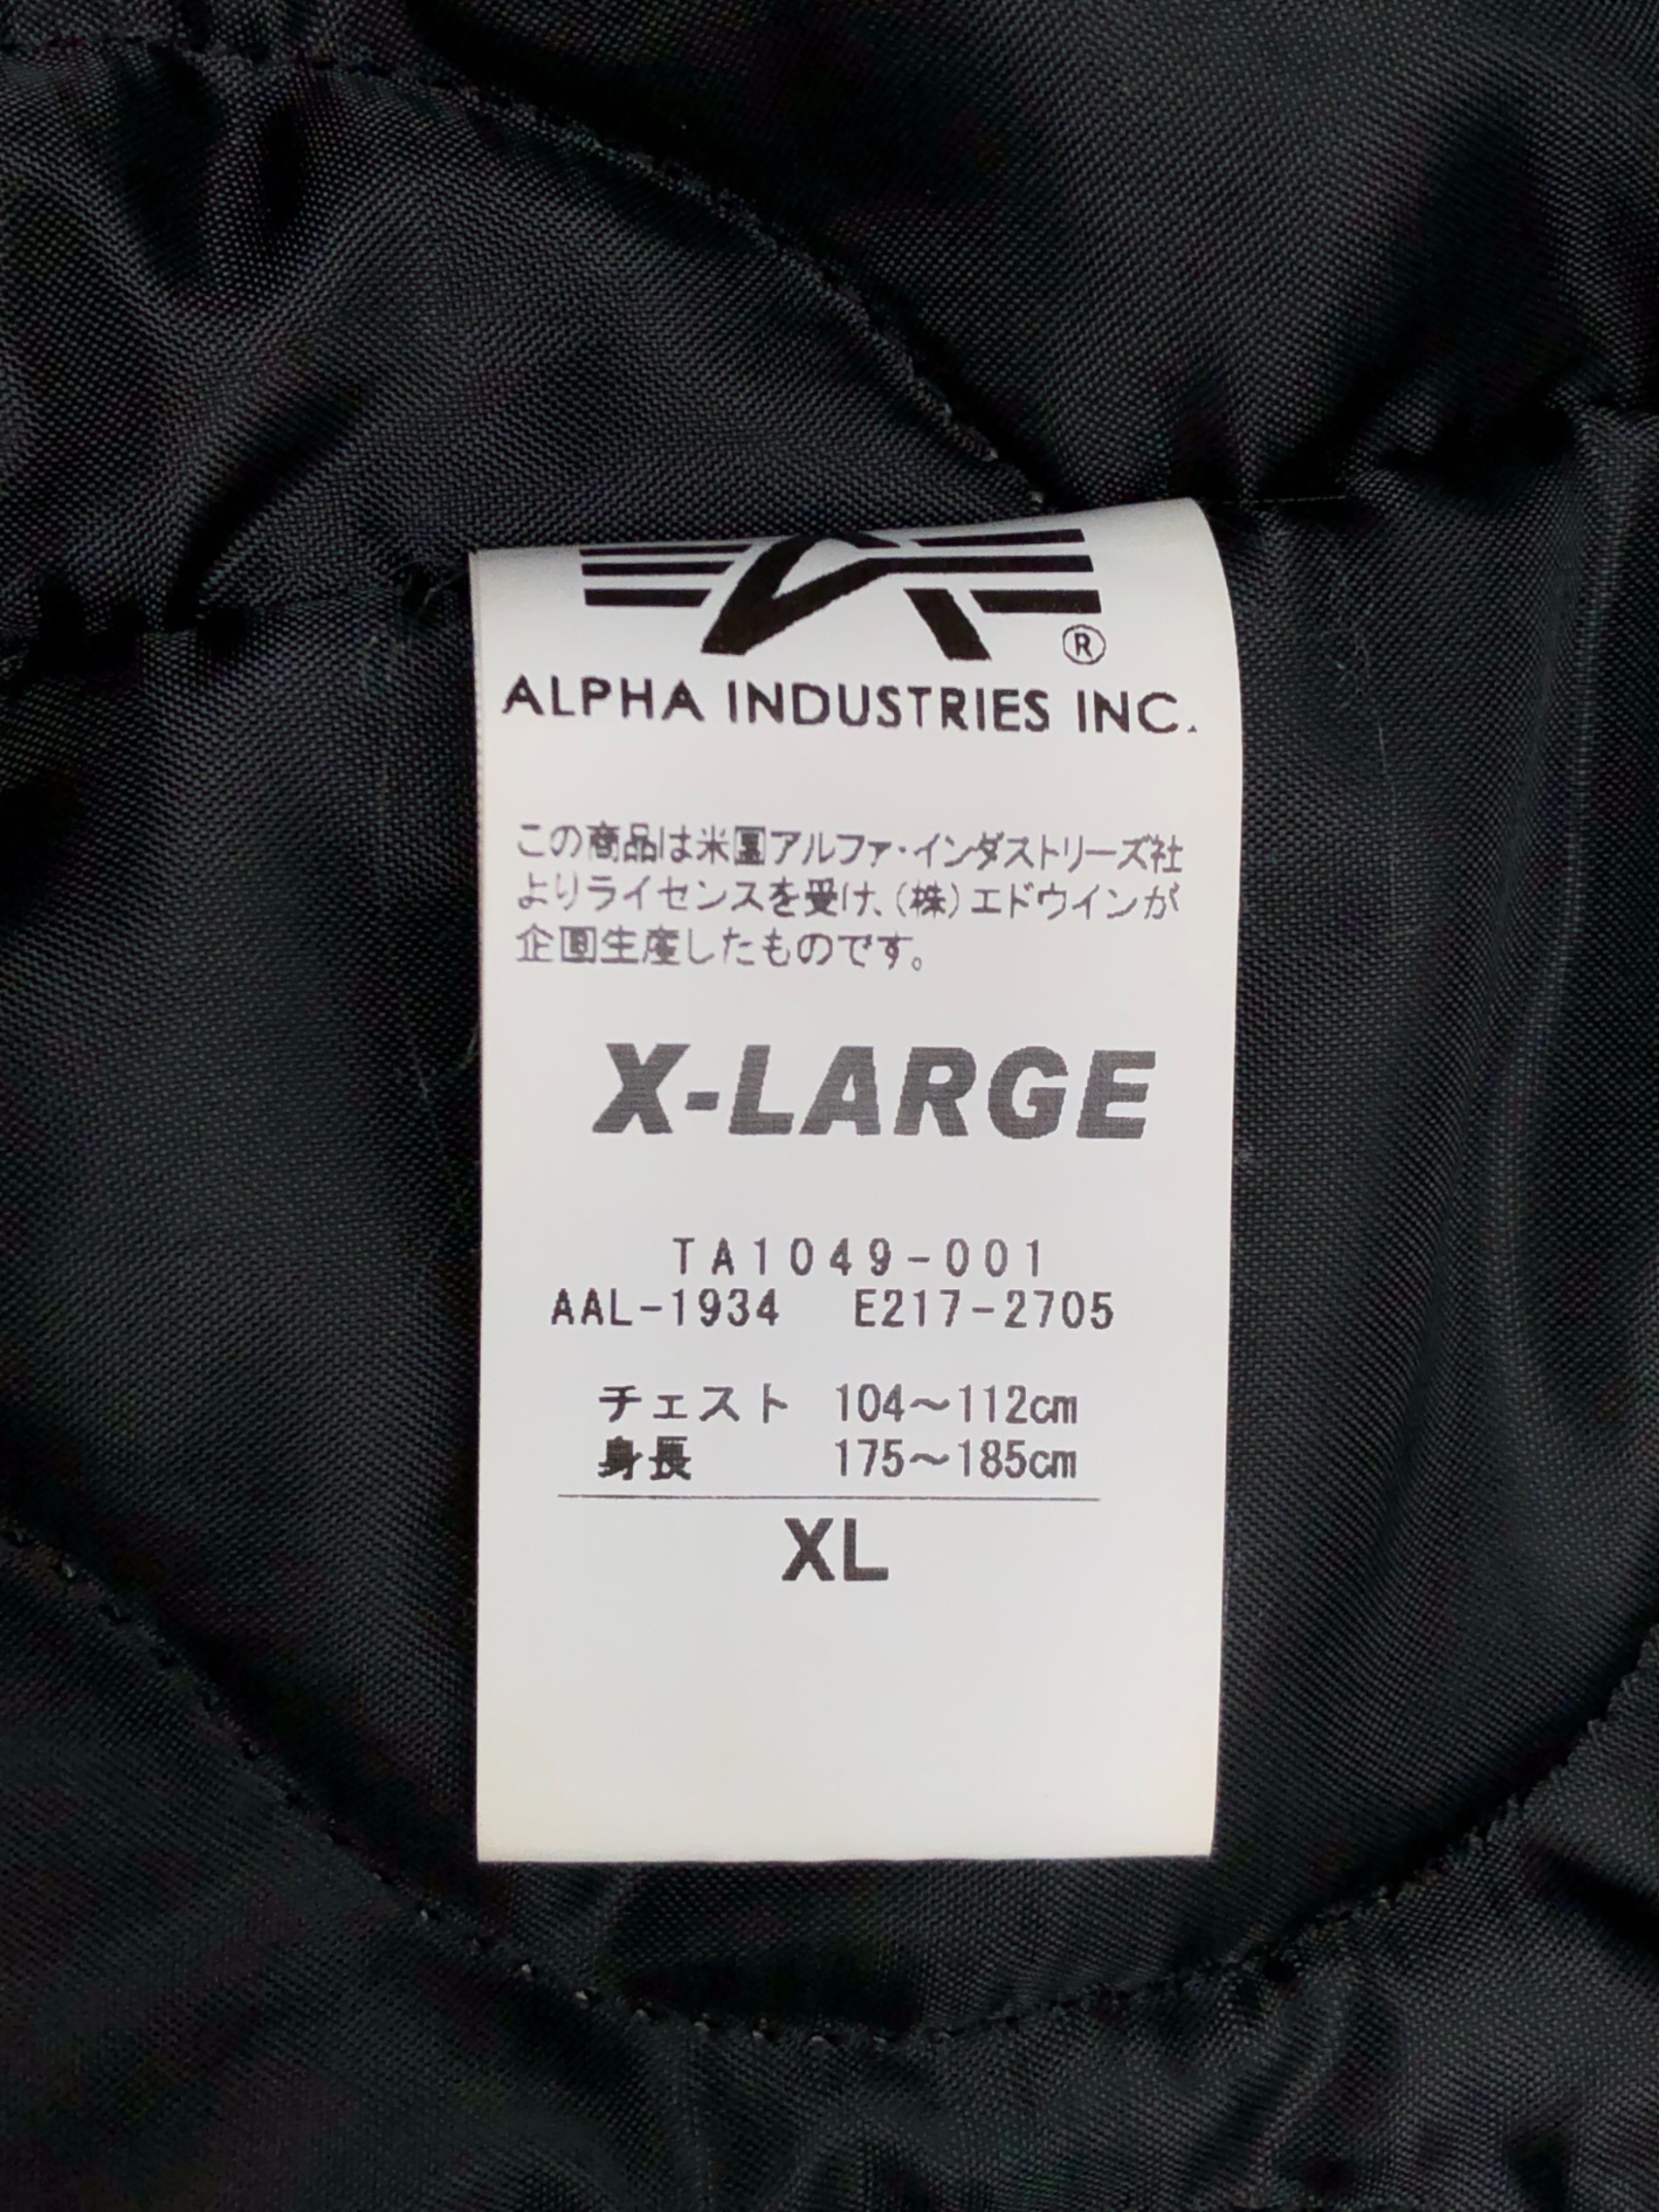 ®
ALPHA INDUSTRIES INC.
この商品は米国アルファ・インダストリーズ社
よりライセンスを受け、(株)エドウインが
企画生産したものです。
X-LARGE
TA1049-001
AAL-1934 E217-2705
チェスト 104～112cm
身長 175～185cm
XL